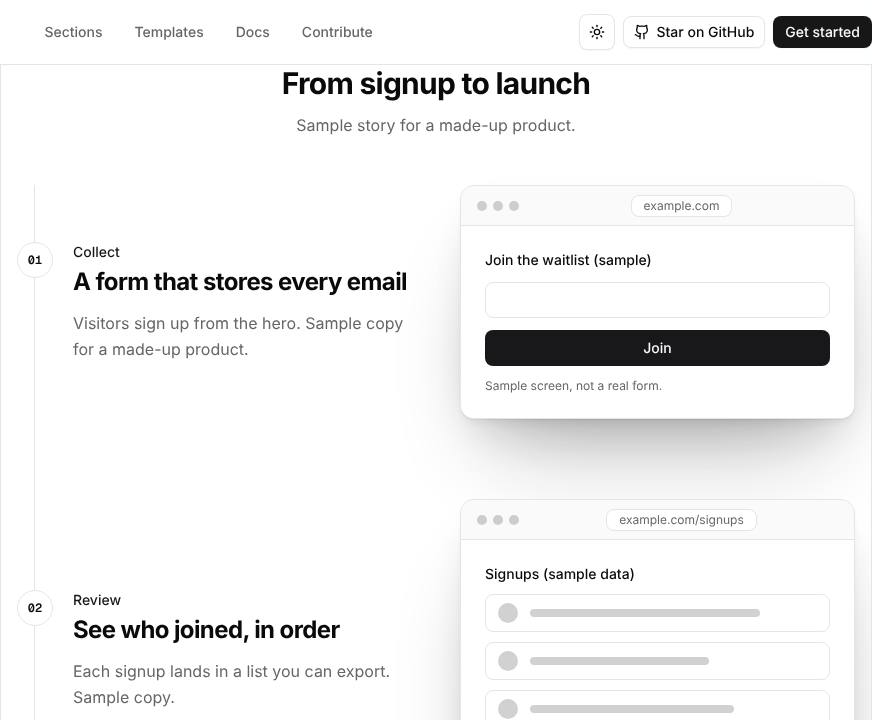 Sections
Templates
Docs
Contribute
Star on GitHub
Get started
From signup to launch
Sample story for a made-up product.
01
Collect
A form that stores every email
Visitors sign up from the hero. Sample copy
for a made-up product.
example.com
Join the waitlist (sample)
Join
Sample screen, not a real form.
02
Review
See who joined, in order
Each signup lands in a list you can export.
Sample copy.
example.com/signups
Signups (sample data)